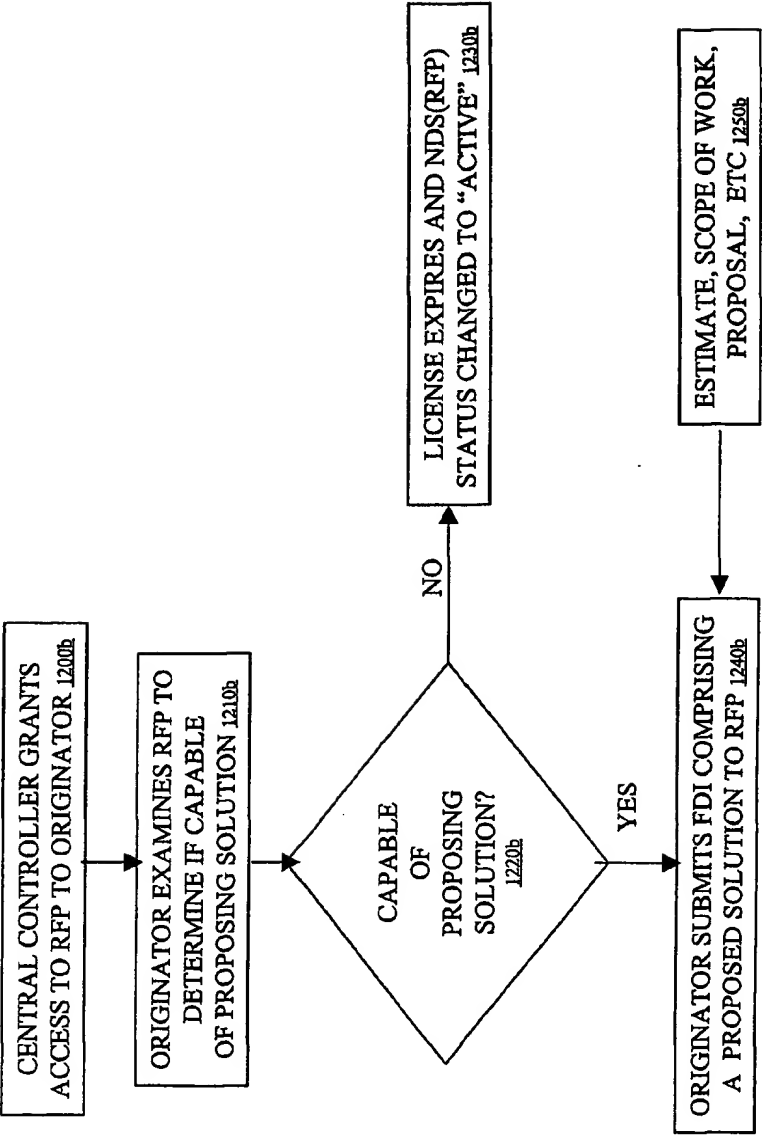 CENTRAL CONTROLLER GRANTS
ACCESS TO RFP TO ORIGINATOR 1200b
ORIGINATOR EXAMINES RFP TO
DETERMINE IF CAPABLE
OF PROPOSING SOLUTION 1210b
CAPABLE
OF
PROPOSING
SOLUTION?
1220b
NO
LICENSE EXPIRES AND NDS(RFP)
STATUS CHANGED TO “ACTIVE” 1230b
YES
ORIGINATOR SUBMITS FDI COMPRISING
A PROPOSED SOLUTION TO RFP 1240b
ESTIMATE, SCOPE OF WORK,
PROPOSAL, ETC 1250b